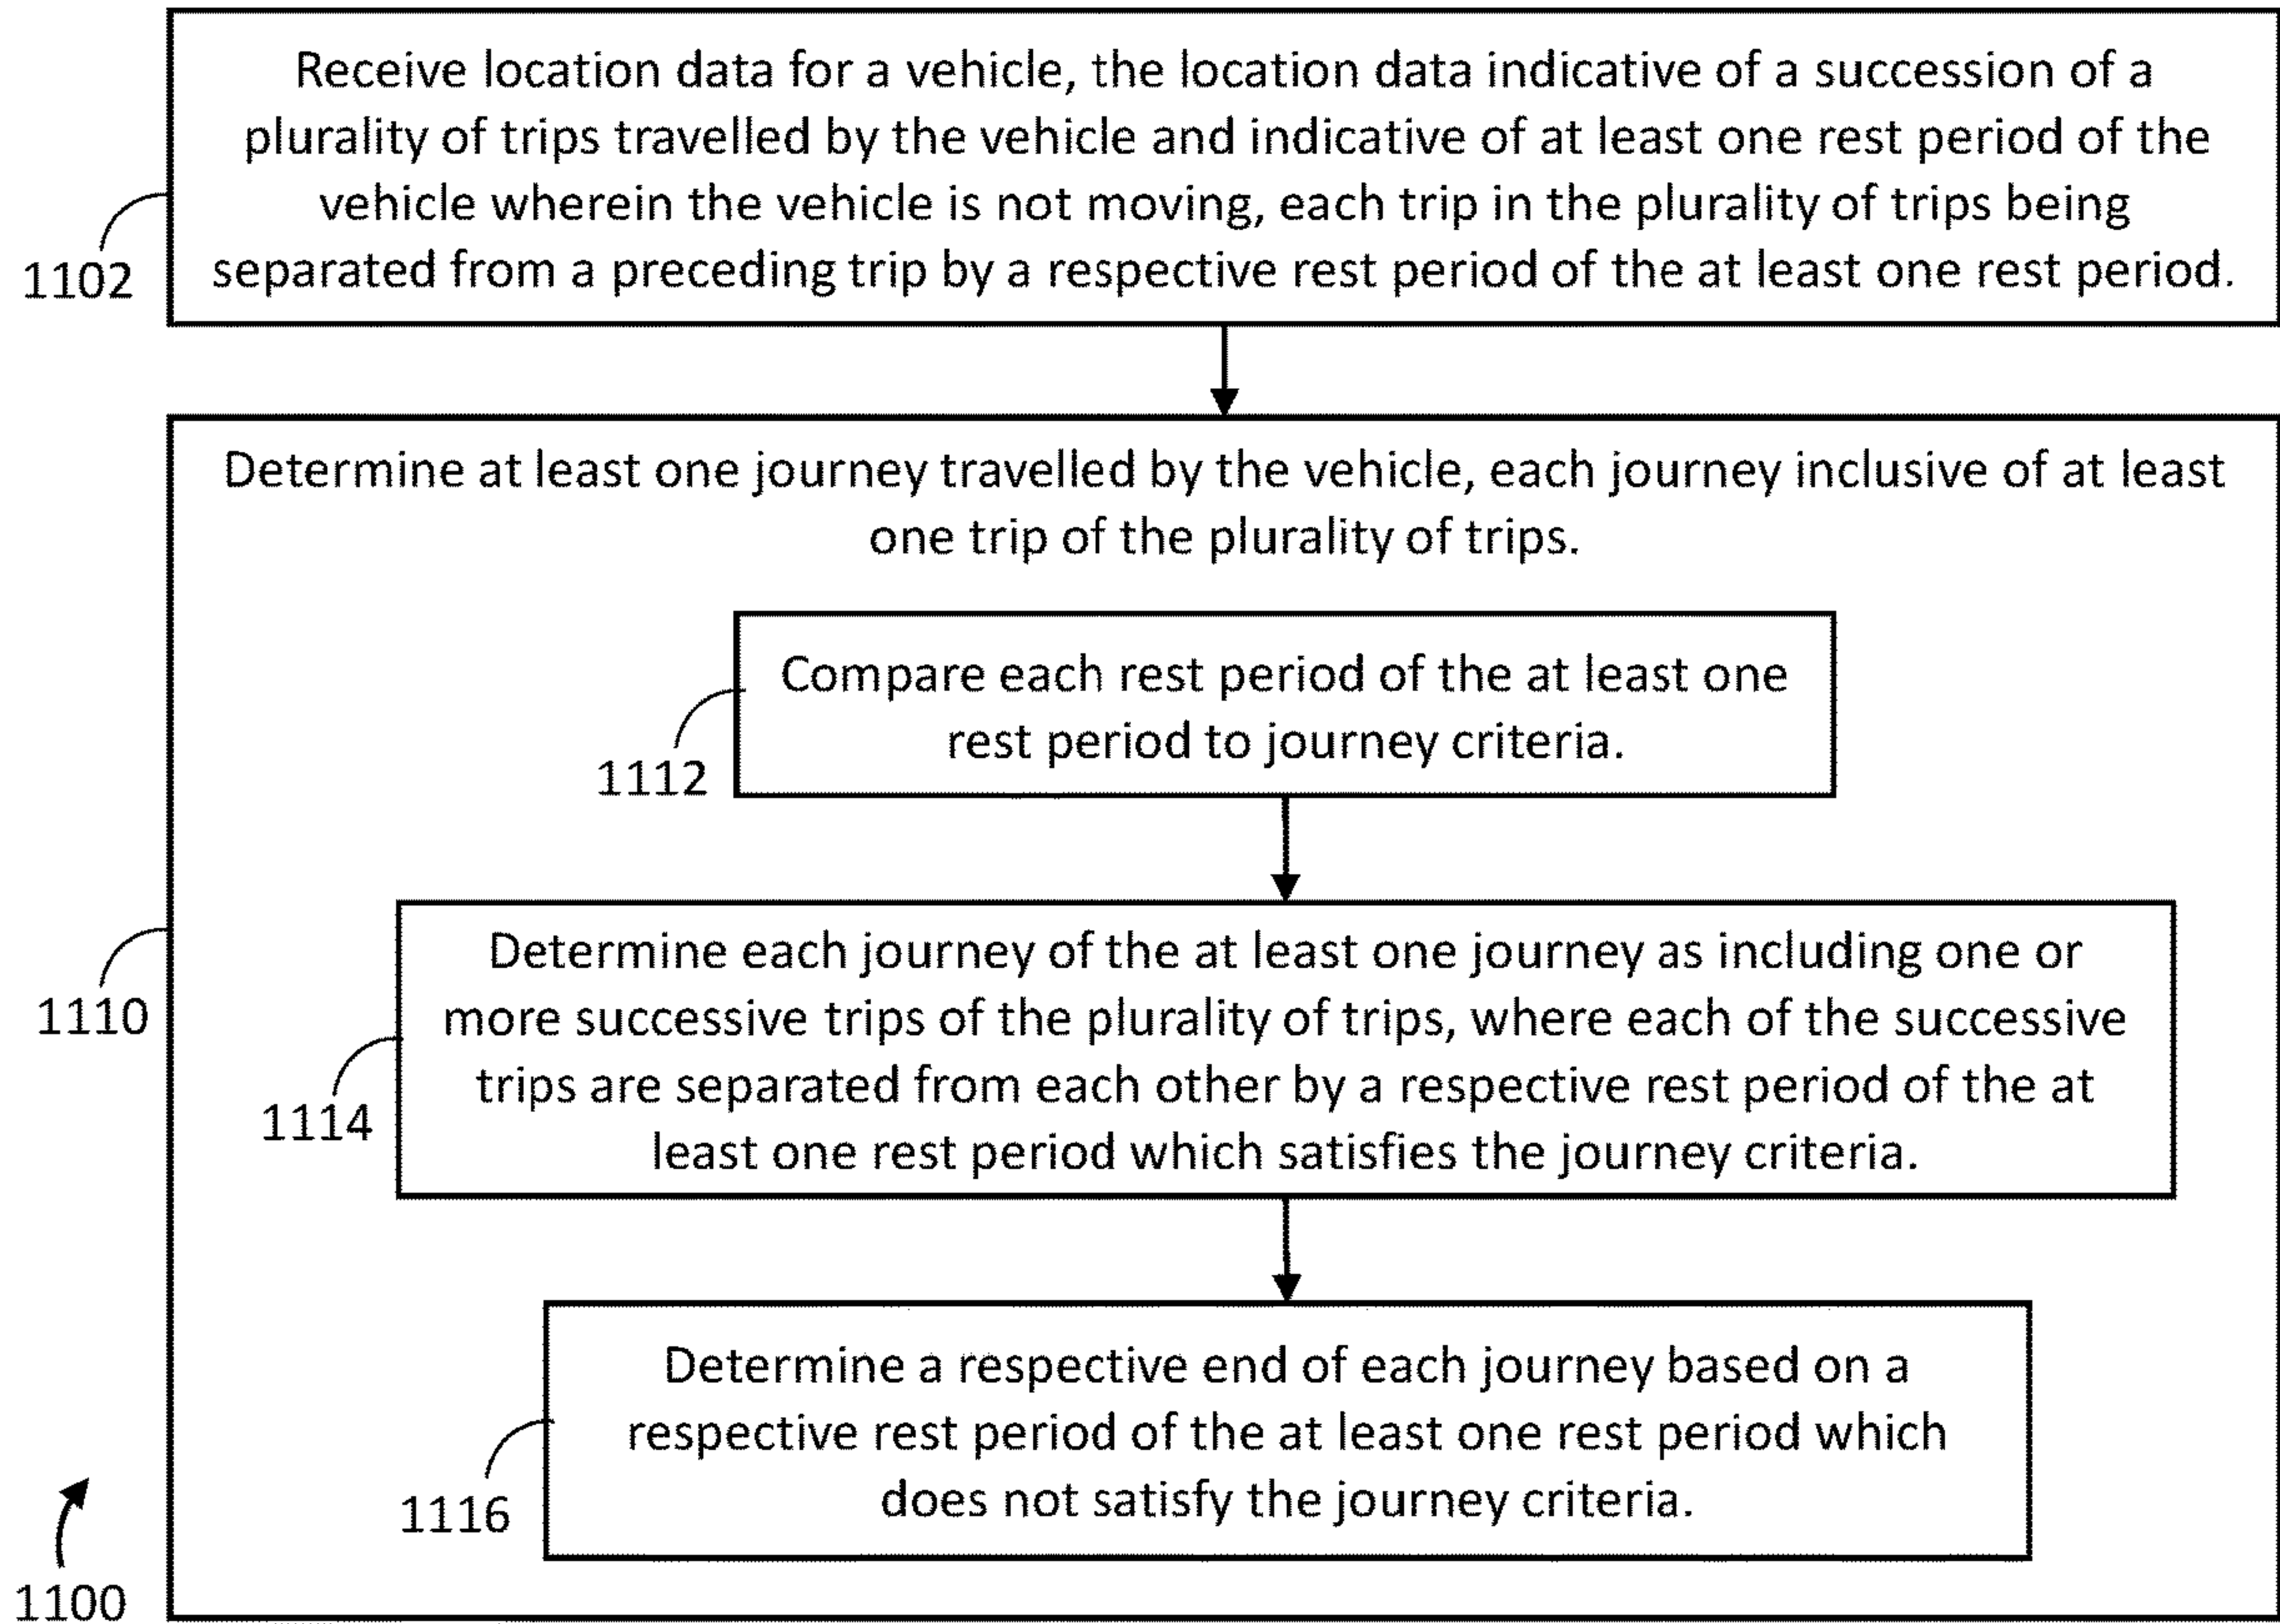 Receive location data for a vehicle, the location data indicative of a succession of a
plurality of trips travelled by the vehicle and indicative of at least one rest period of the
vehicle wherein the vehicle is not moving, each trip in the plurality of trips being
separated from a preceding trip by a respective rest period of the at least one rest period.
1102
Determine at least one journey travelled by the vehicle, each journey inclusive of at least
one trip of the plurality of trips.
Compare each rest period of the at least one
rest period to journey criteria.
1112
Determine each journey of the at least one journey as including one or
more successive trips of the plurality of trips, where each of the successive
trips are separated from each other by a respective rest period of the at
least one rest period which satisfies the journey criteria.
1110
1114
Determine a respective end of each journey based on a
respective rest period of the at least one rest period which
does not satisfy the journey criteria.
1116
1100